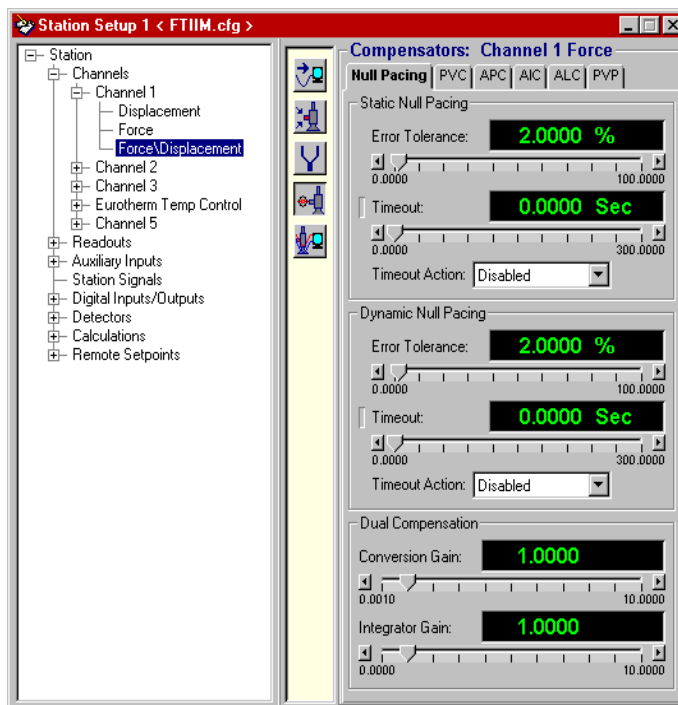 Station Setup 1 < FTIIM.cfg >
Station
Channels
Channel 1
Displacement
Force
Force\Displacement
Channel 2
Channel 3
Eurotherm Temp Control
Channel 5
Readouts
Auxiliary Inputs
Station Signals
Digital Inputs/Outputs
Detectors
Calculations
Remote Setpoints
Compensators: Channel 1 Force
Null Pacing PVC APC AIC ALC PVP
Static Null Pacing
Error Tolerance: 2.0000 %
0.0000 100.0000
Timeout: 0.0000 Sec
0.0000 300.0000
Timeout Action: Disabled
Dynamic Null Pacing
Error Tolerance: 2.0000 %
0.0000 100.0000
Timeout: 0.0000 Sec
0.0000 300.0000
Timeout Action: Disabled
Dual Compensation
Conversion Gain: 1.0000
0.0010 10.0000
Integrator Gain: 1.0000
0.0000 10.0000